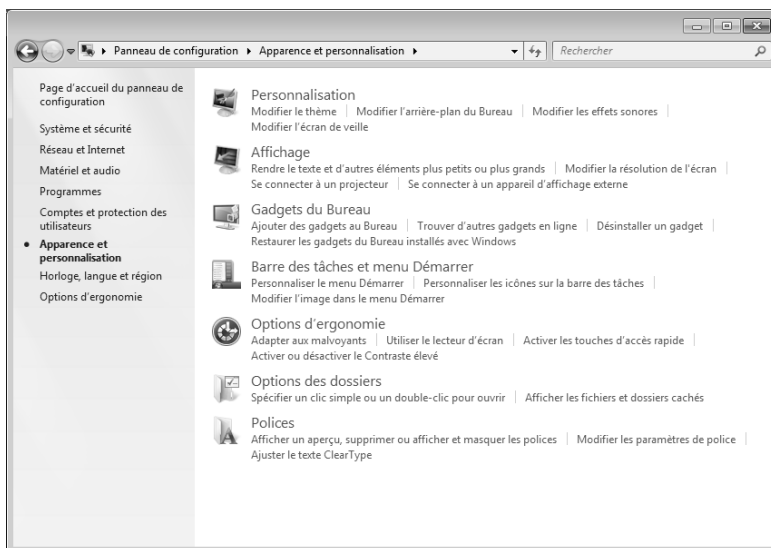 Panneau de configuration ▸ Apparence et personnalisation ▸
Rechercher
Page d'accueil du panneau de
configuration
Système et sécurité
Réseau et Internet
Matériel et audio
Programmes
Comptes et protection des
utilisateurs
Apparence et
personnalisation
Horloge, langue et région
Options d'ergonomie
Personnalisation
Modifier le thème | Modifier l'arrière-plan du Bureau | Modifier les effets sonores |
Modifier l'écran de veille
Affichage
Rendre le texte et d'autres éléments plus petits ou plus grands | Modifier la résolution de l'écran |
Se connecter à un projecteur | Se connecter à un appareil d'affichage externe
Gadgets du Bureau
Ajouter des gadgets au Bureau | Trouver d'autres gadgets en ligne | Désinstaller un gadget |
Restaurer les gadgets du Bureau installés avec Windows
Barre des tâches et menu Démarrer
Personnaliser le menu Démarrer | Personnaliser les icônes sur la barre des tâches |
Modifier l'image dans le menu Démarrer
Options d'ergonomie
Adapter aux malvoyants | Utiliser le lecteur d'écran | Activer les touches d'accès rapide |
Activer ou désactiver le Contraste élevé
Options des dossiers
Spécifier un clic simple ou un double-clic pour ouvrir | Afficher les fichiers et dossiers cachés
Polices
Afficher un aperçu, supprimer ou afficher et masquer les polices | Modifier les paramètres de police |
Ajuster le texte ClearType